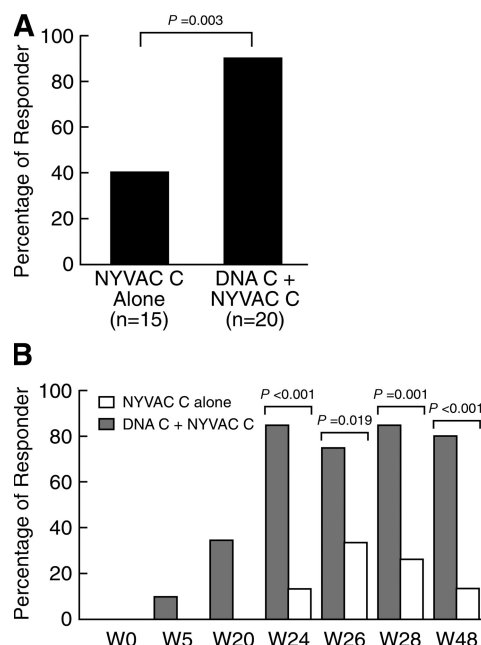 A
P =0.003
Percentage of Responder
100
80
60
40
20
0
NYVAC C
Alone
(n=15)
DNA C +
NYVAC C
(n=20)
B
Percentage of Responder
100
80
60
40
20
0
NYVAC C alone
DNA C + NYVAC C
P <0.001
P =0.019
P =0.001
P <0.001
W0 W5 W20 W24 W26 W28 W48